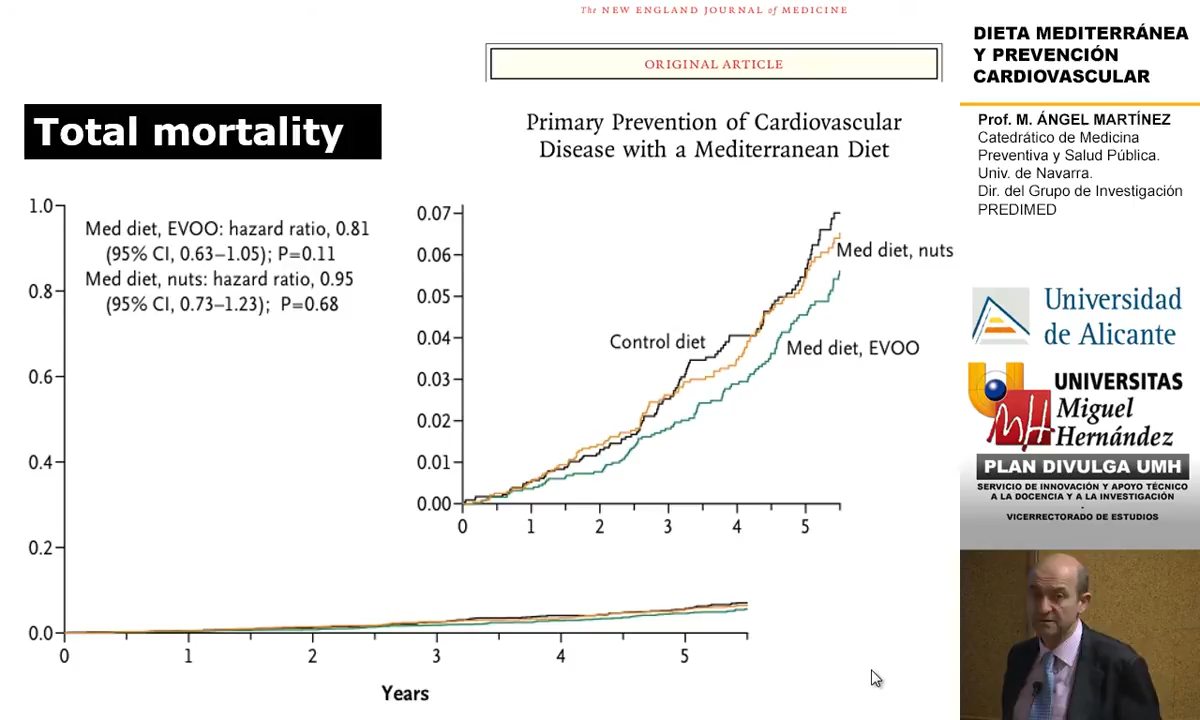 The NEW ENGLAND JOURNAL of MEDICINE
ORIGINAL ARTICLE
Total mortality
Primary Prevention of Cardiovascular
Disease with a Mediterranean Diet
1.0
0.8
0.6
0.4
0.2
0.0
Med diet, EVOO: hazard ratio, 0.81
(95% CI, 0.63–1.05); P=0.11
Med diet, nuts: hazard ratio, 0.95
(95% CI, 0.73–1.23); P=0.68
0 1 2 3 4 5
Years
0.07
0.06
0.05
0.04
0.03
0.02
0.01
0.00
Med diet, nuts
Control diet
Med diet, EVOO
0 1 2 3 4 5
DIETA MEDITERRÁNEA
Y PREVENCIÓN
CARDIOVASCULAR
Prof. M. ÁNGEL MARTÍNEZ
Catedrático de Medicina
Preventiva y Salud Pública.
Univ. de Navarra.
Dir. del Grupo de Investigación
PREDIMED
Universidad
de Alicante
UNIVERSITAS
Miguel
Hernández
PLAN DIVULGA UMH
SERVICIO DE INNOVACIÓN Y APOYO TÉCNICO
A LA DOCENCIA Y A LA INVESTIGACIÓN
-
VICERRECTORADO DE ESTUDIOS